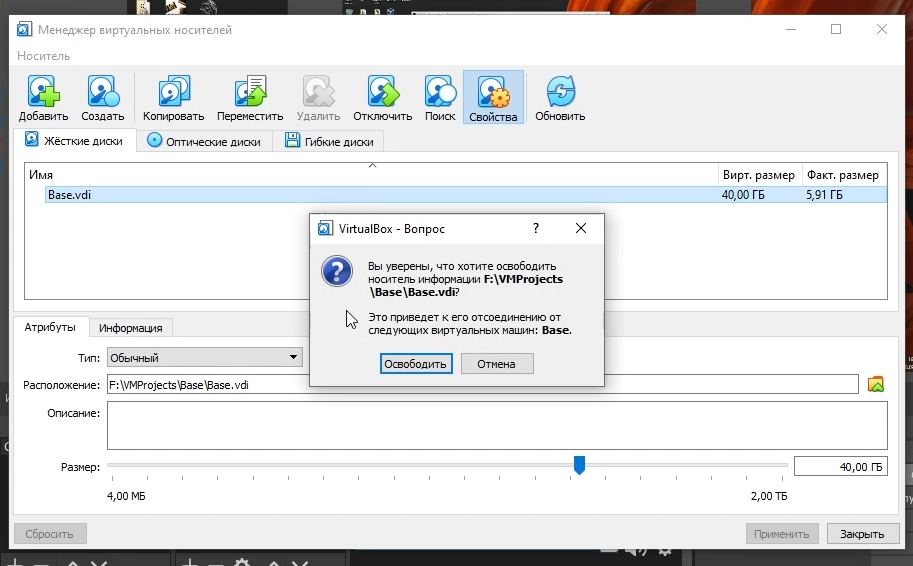 Менеджер виртуальных носителей
Носитель
Добавить Создать Копировать Переместить Удалить Отключить Поиск Свойства Обновить
Жёсткие диски Оптические диски Гибкие диски
Имя Вирт. размер Факт. размер
Base.vdi 40,00 ГБ 5,91 ГБ
VirtualBox - Вопрос ?
Вы уверены, что хотите освободить
носитель информации F:\VMProjects
\Base\Base.vdi?
Это приведет к его отсоединению от
следующих виртуальных машин: Base.
Освободить Отмена
Атрибуты Информация
Тип: Обычный
Расположение: F:\VMProjects\Base\Base.vdi
Описание:
Размер: 40,00 ГБ
4,00 МБ 2,00 ТБ
Сбросить Применить Закрыть